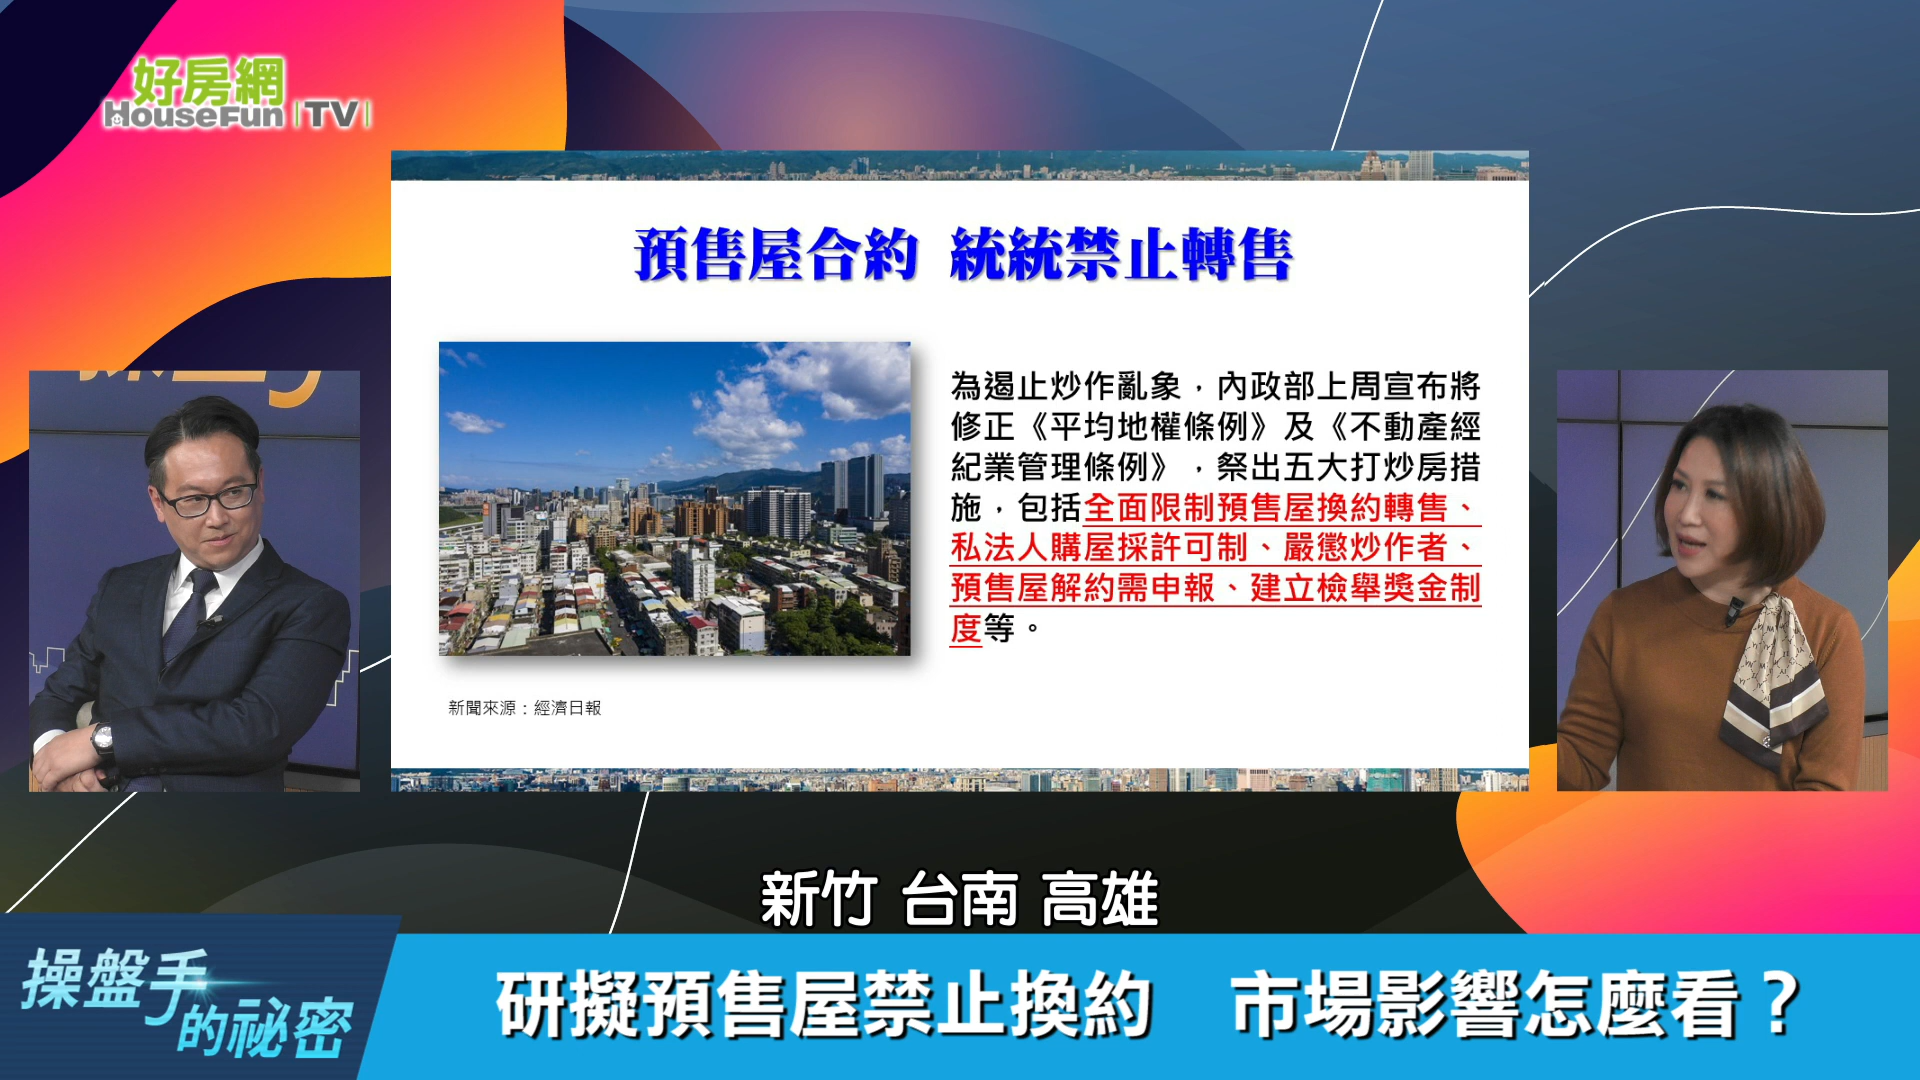 好房網
HouseFun TV
預售屋合約 統統禁止轉售
為遏止炒作亂象，內政部上周宣布將
修正《平均地權條例》及《不動產經
紀業管理條例》，祭出五大打炒房措
施，包括全面限制預售屋換約轉售、
私法人購屋採許可制、嚴懲炒作者、
預售屋解約需申報、建立檢舉獎金制
度等。
新聞來源：經濟日報
新竹 台南 高雄
操盤手
的祕密
研擬預售屋禁止換約 市場影響怎麼看？